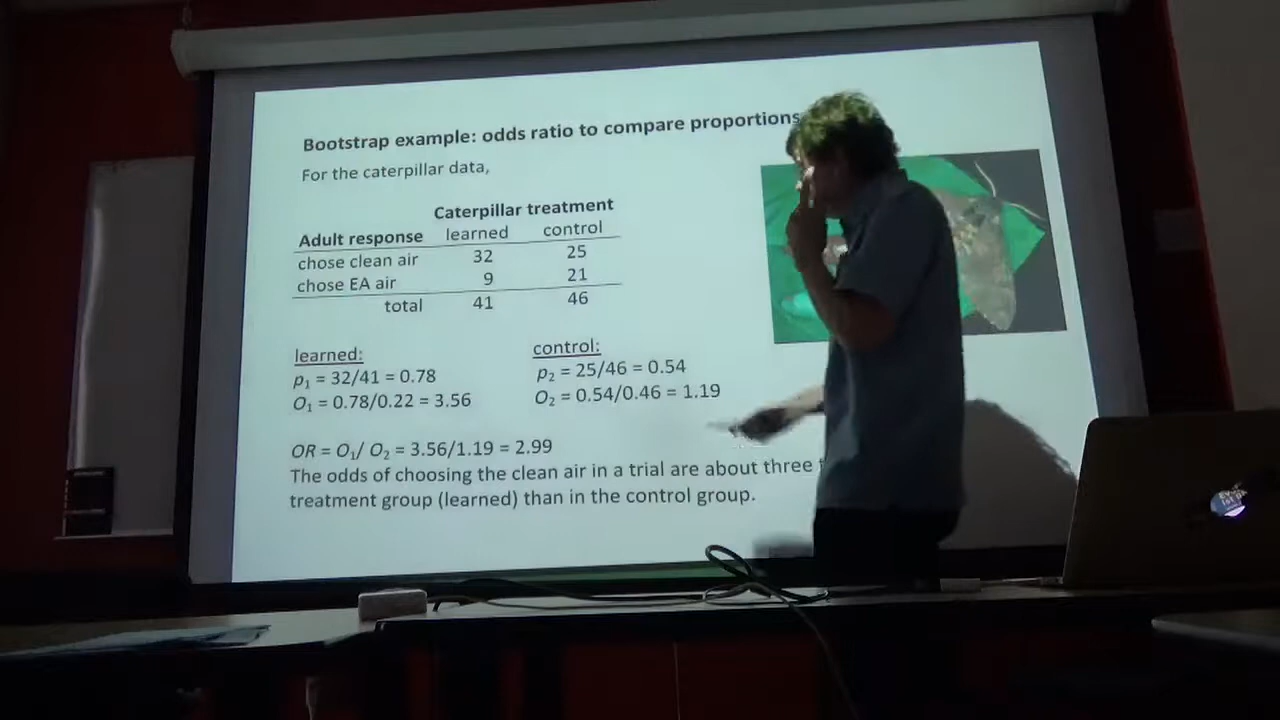 Bootstrap example: odds ratio to compare proportions
For the caterpillar data,
Caterpillar treatment
Adult response learned control
chose clean air 32 25
chose EA air 9 21
total 41 46
learned: control:
p₁ = 32/41 = 0.78 p₂ = 25/46 = 0.54
O₁ = 0.78/0.22 = 3.56 O₂ = 0.54/0.46 = 1.19
OR = O₁/ O₂ = 3.56/1.19 = 2.99
The odds of choosing the clean air in a trial are about three
treatment group (learned) than in the control group.